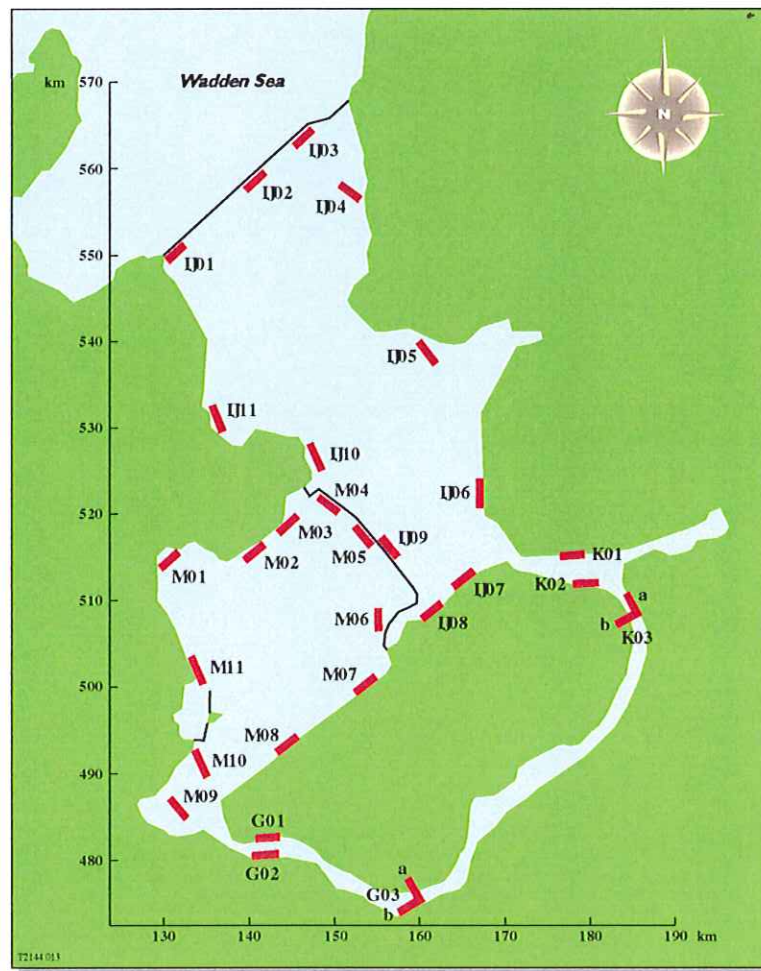 Wadden Sea
km
570
560
550
540
530
520
510
500
490
480
N
IJ03
IJ02
IJ04
IJ01
IJ05
IJ11
IJ10
IJ06
M04
M03
M05
IJ09
M02
M01
K01
K02
IJ07
a
IJ08
M06
b
K03
M11
M07
M08
M10
M09
G01
G02
a
G03
b
130
140
150
160
170
180
190
km
T2144.013